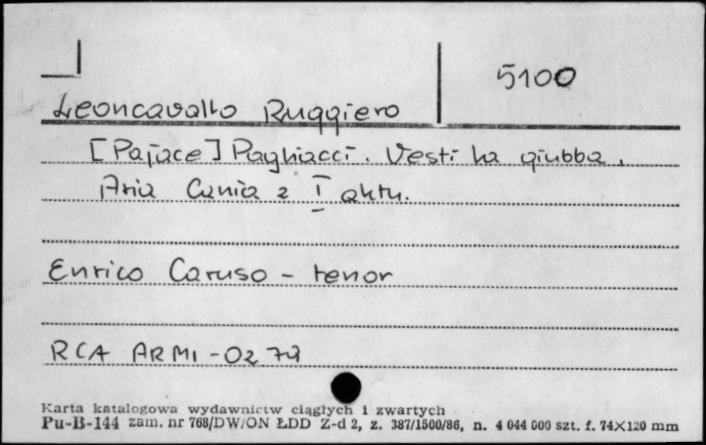 5100
Leoncavallo Ruggiero
[Pajace] Pagliacci. Vesti la giubba.
Aria Cania z I aktu.
Enrico Caruso - tenor
RCA ARM1-0279
Karta katalogowa wydawnictw ciągłych i zwartych
Pu-B-144 zam. nr 768/DW/ON ŁDD Z-d 2, z. 387/1500/86, n. 4 044 000 szt. f. 74X120 mm